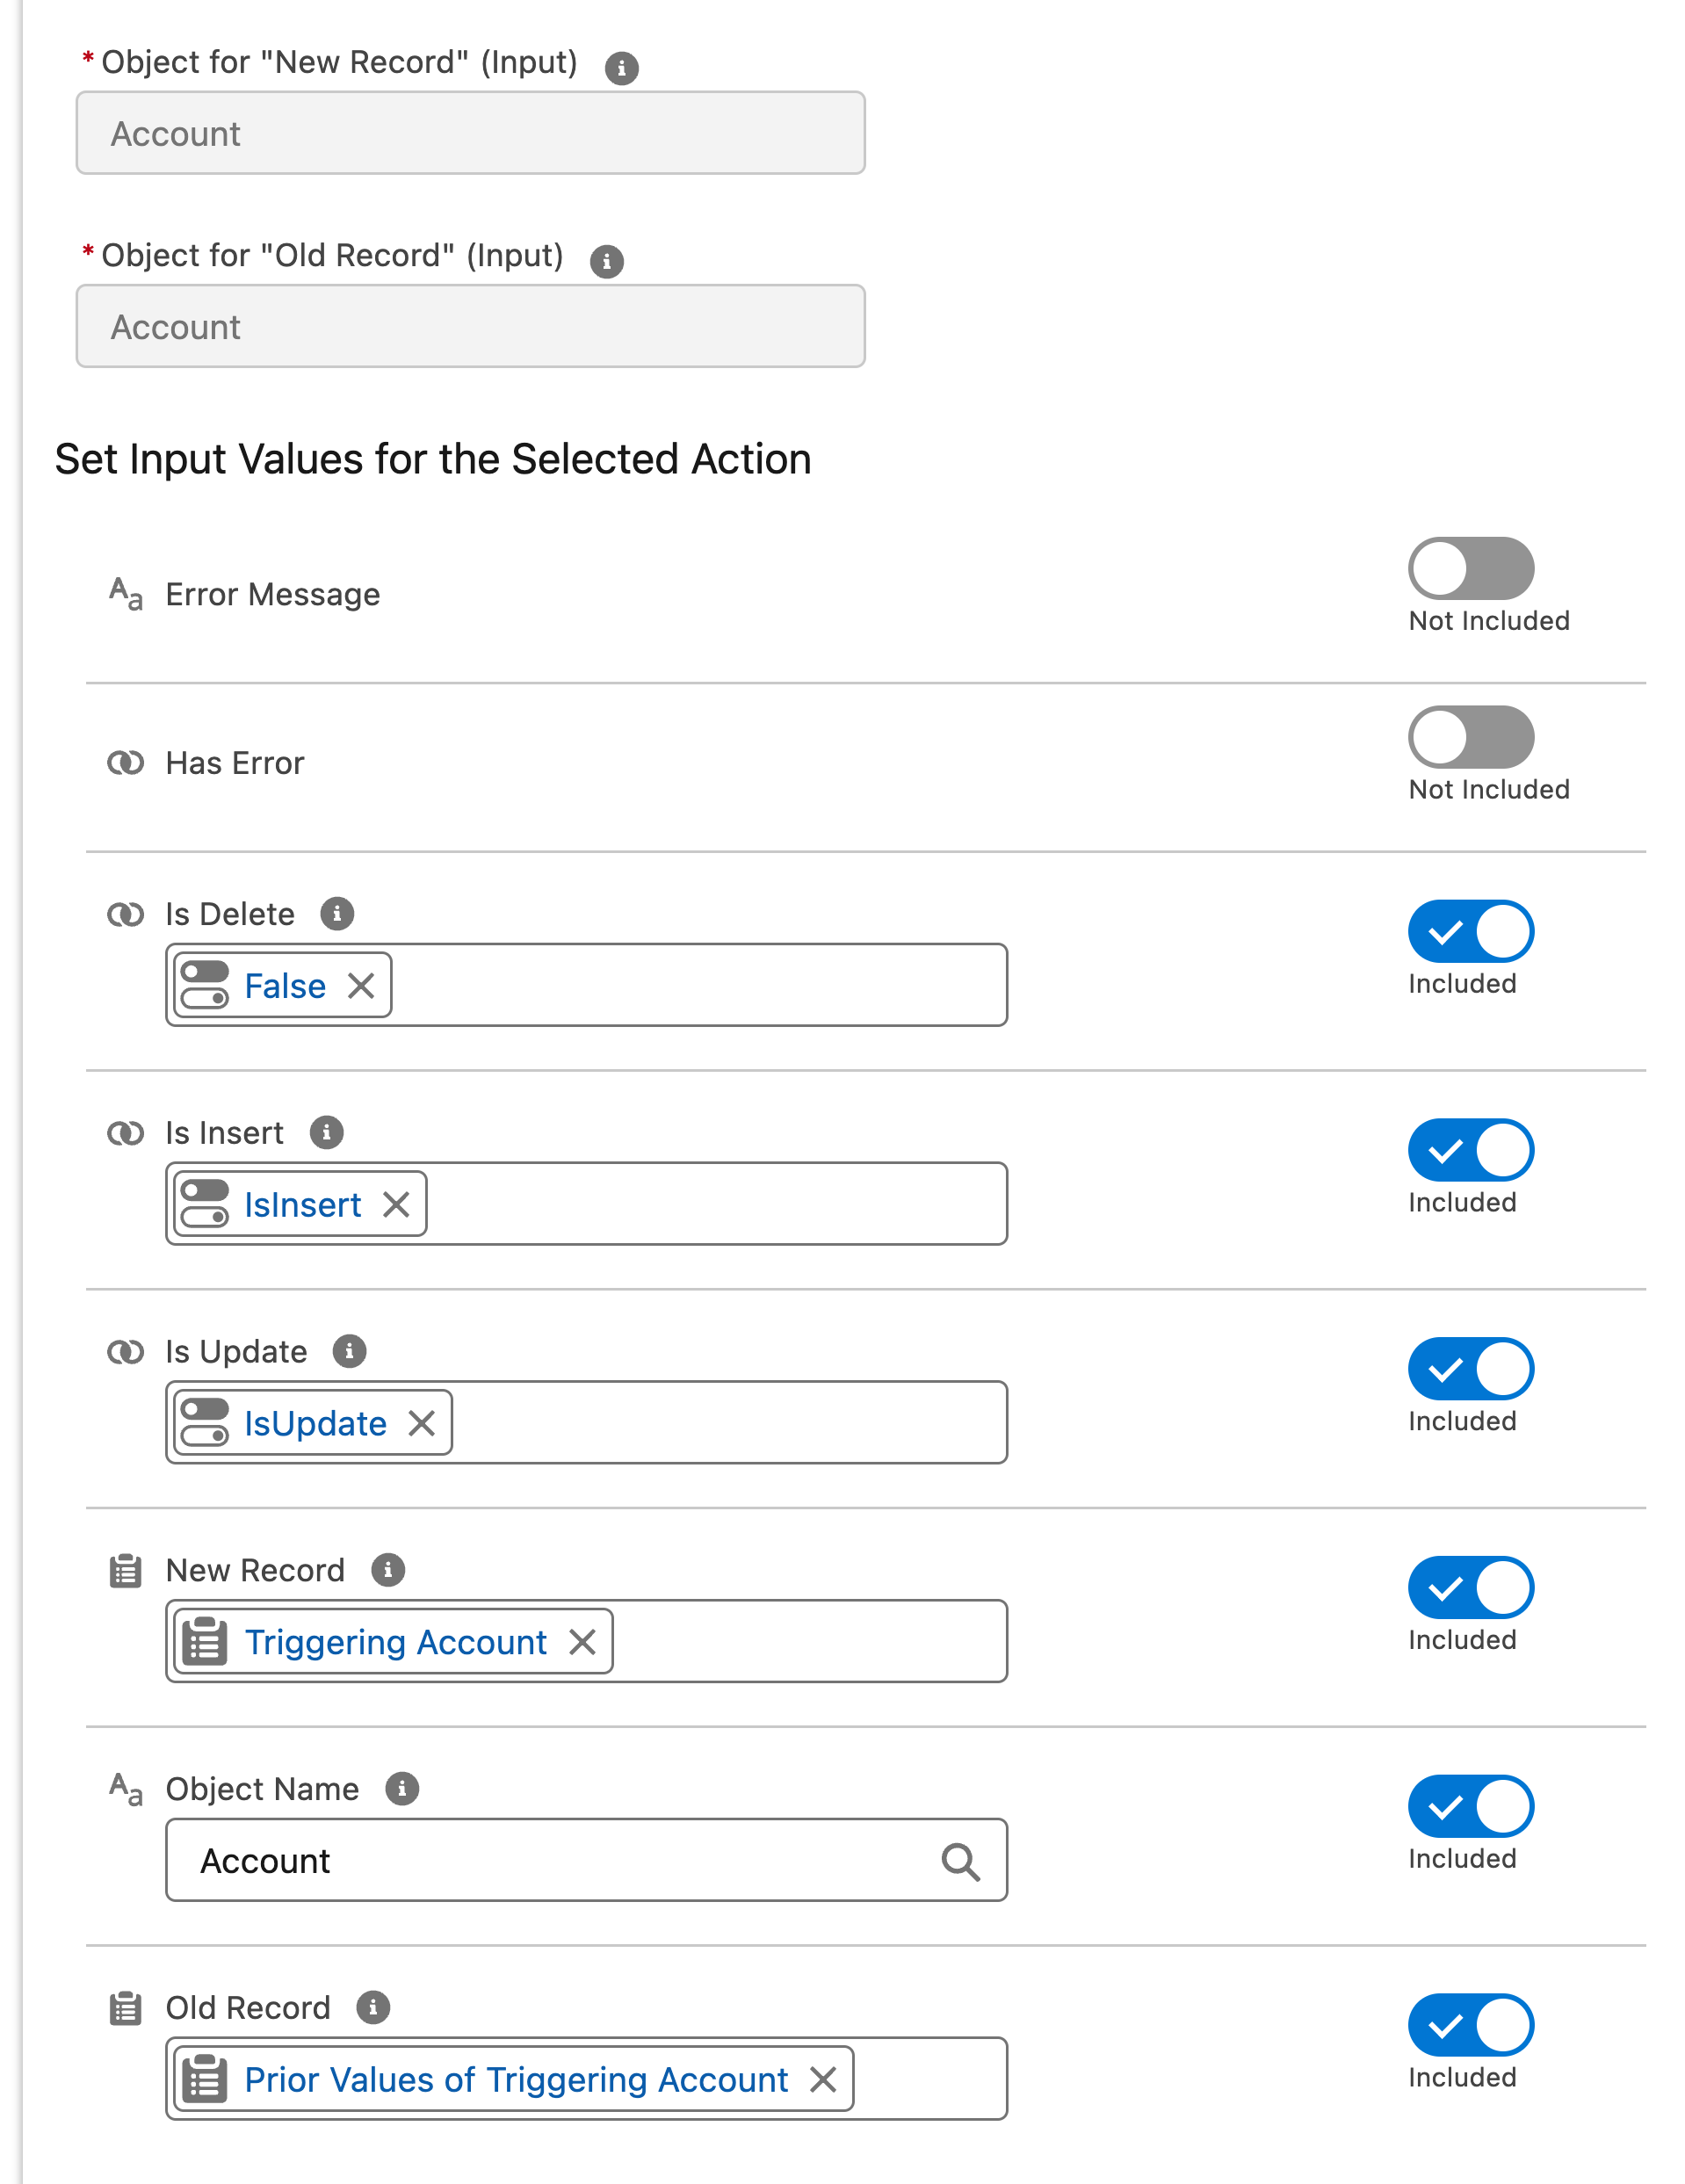 * Object for "New Record" (Input)
Account
* Object for "Old Record" (Input)
Account
Set Input Values for the Selected Action
Aa Error Message
Not Included
Has Error
Not Included
Is Delete
False
Included
Is Insert
IsInsert
Included
Is Update
IsUpdate
Included
New Record
Triggering Account
Included
Aa Object Name
Account
Included
Old Record
Prior Values of Triggering Account
Included